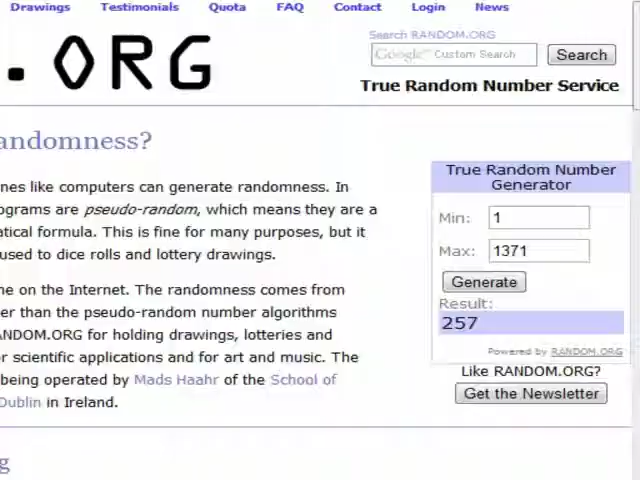 Drawings Testimonials Quota FAQ Contact Login News
Search RANDOM.ORG
Google™ Custom Search Search
.ORG
True Random Number Service
andomness?
nes like computers can generate randomness. In
ograms are pseudo-random, which means they are a
atical formula. This is fine for many purposes, but it
used to dice rolls and lottery drawings.
ne on the Internet. The randomness comes from
er than the pseudo-random number algorithms
ANDOM.ORG for holding drawings, lotteries and
or scientific applications and for art and music. The
being operated by Mads Haahr of the School of
Dublin in Ireland.
g
True Random Number
Generator
Min: 1
Max: 1371
Generate
Result:
257
Powered by RANDOM.ORG
Like RANDOM.ORG?
Get the Newsletter